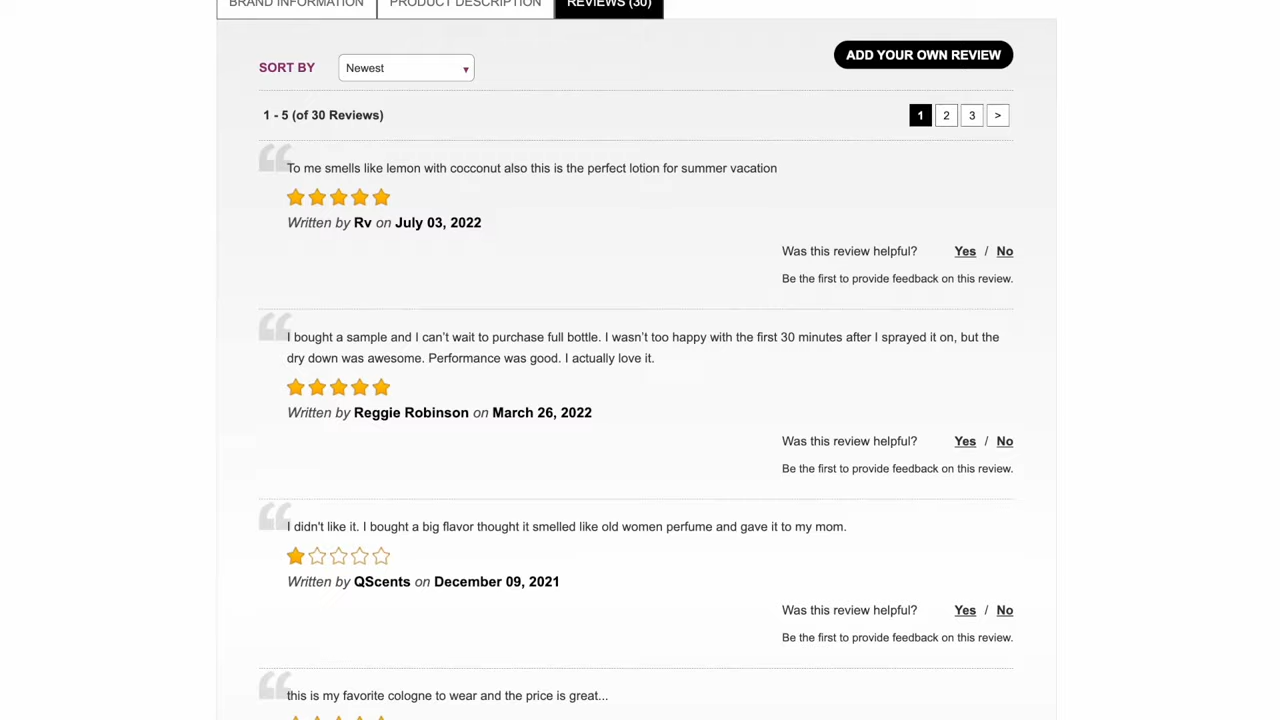 BRAND INFORMATION PRODUCT DESCRIPTION REVIEWS (30)
SORT BY Newest ADD YOUR OWN REVIEW
1 - 5 (of 30 Reviews) 1 2 3 >
To me smells like lemon with cocconut also this is the perfect lotion for summer vacation
Written by Rv on July 03, 2022
Was this review helpful? Yes / No
Be the first to provide feedback on this review.
I bought a sample and I can’t wait to purchase full bottle. I wasn’t too happy with the first 30 minutes after I sprayed it on, but the
dry down was awesome. Performance was good. I actually love it.
Written by Reggie Robinson on March 26, 2022
Was this review helpful? Yes / No
Be the first to provide feedback on this review.
I didn't like it. I bought a big flavor thought it smelled like old women perfume and gave it to my mom.
Written by QScents on December 09, 2021
Was this review helpful? Yes / No
Be the first to provide feedback on this review.
this is my favorite cologne to wear and the price is great...